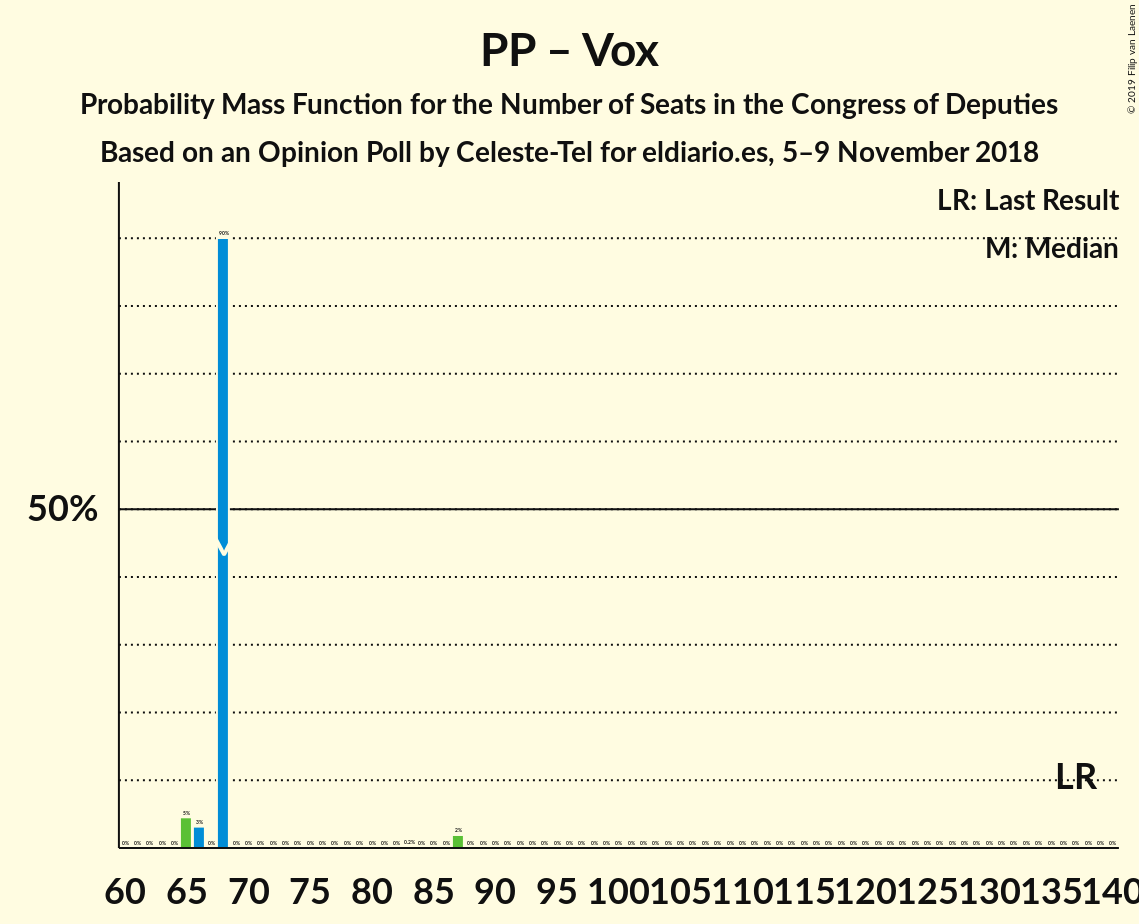 PP – Vox
Probability Mass Function for the Number of Seats in the Congress of Deputies
Based on an Opinion Poll by Celeste-Tel for eldiario.es, 5–9 November 2018
© 2019 Filip van Laenen
LR: Last Result
M: Median
90%
50%
M
LR
5% 3% 0.2% 2%
60 65 70 75 80 85 90 95 100 105 110 115 120 125 130 135 140